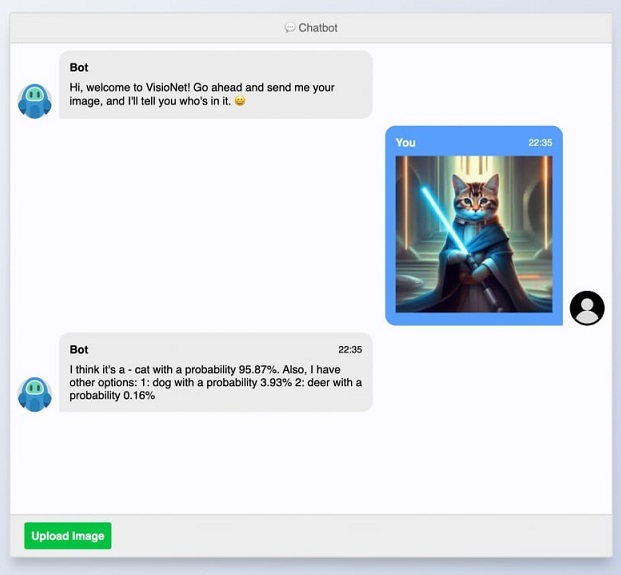 💬 Chatbot
Bot
Hi, welcome to VisioNet! Go ahead and send me your
image, and I'll tell you who's in it. 😄
You 22:35
Bot 22:35
I think it's a - cat with a probability 95.87%. Also, I have
other options: 1: dog with a probability 3.93% 2: deer with a
probability 0.16%
Upload Image